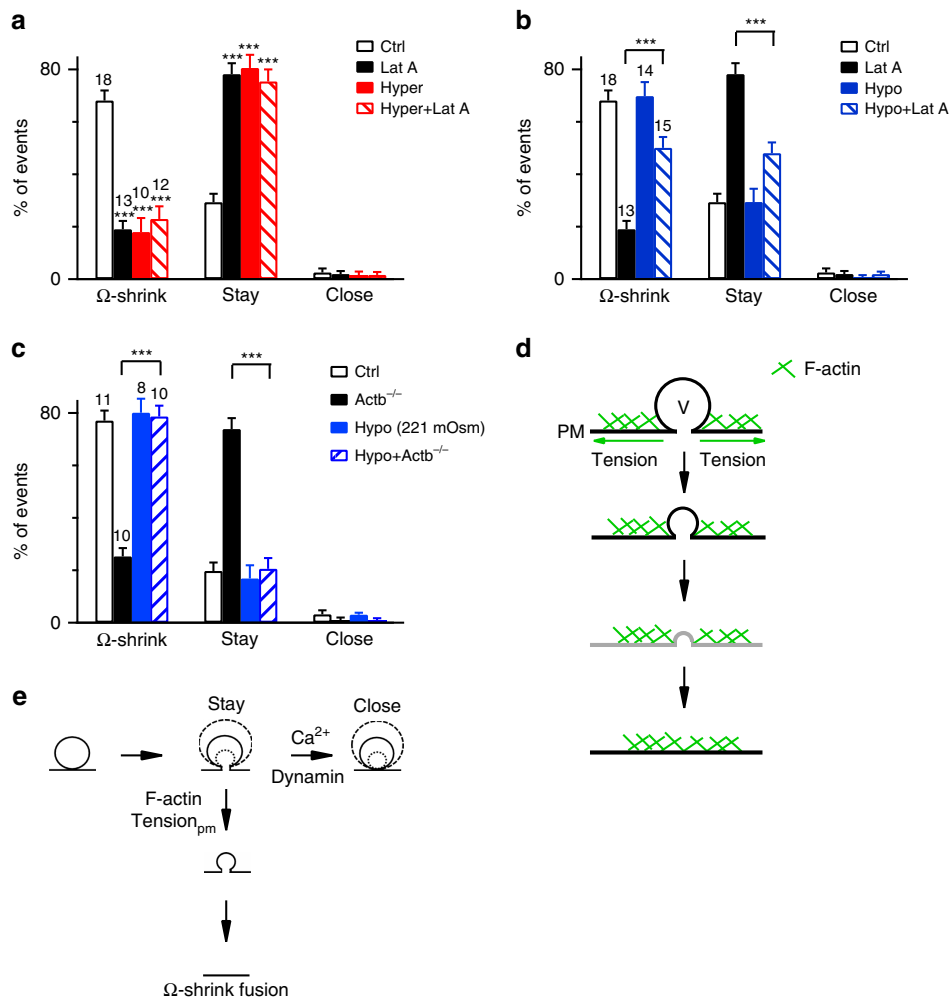 a
% of events
80
0
18
13
***
10
***
12
***
***
***
***
Ctrl
Lat A
Hyper
Hyper+Lat A
Ω-shrink
Stay
Close
b
% of events
80
0
***
***
18
13
14
15
Ctrl
Lat A
Hypo
Hypo+Lat A
Ω-shrink
Stay
Close
c
% of events
80
0
***
***
11
10
8
10
Ctrl
Actb⁻/⁻
Hypo (221 mOsm)
Hypo+Actb⁻/⁻
Ω-shrink
Stay
Close
d
F-actin
V
PM
Tension
Tension
e
Stay
Close
Ca²⁺
Dynamin
F-actin
Tensionpm
Ω-shrink fusion